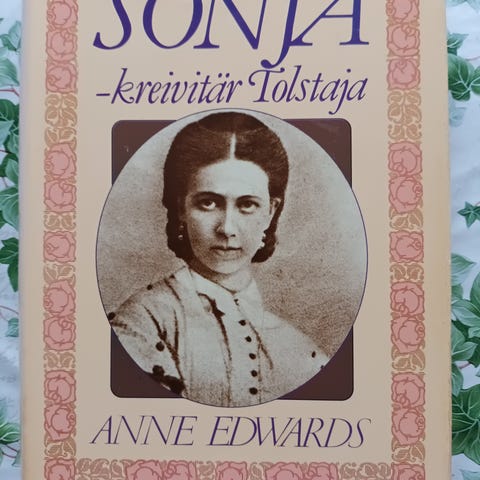 SONJA
–kreivitär Tolstaja
ANNE EDWARDS